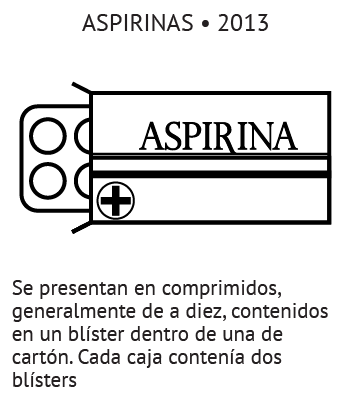 ASPIRINAS • 2013
ASPIRINA
Se presentan en comprimidos,
generalmente de a diez, contenidos
en un blíster dentro de una de
cartón. Cada caja contenía dos
blísters